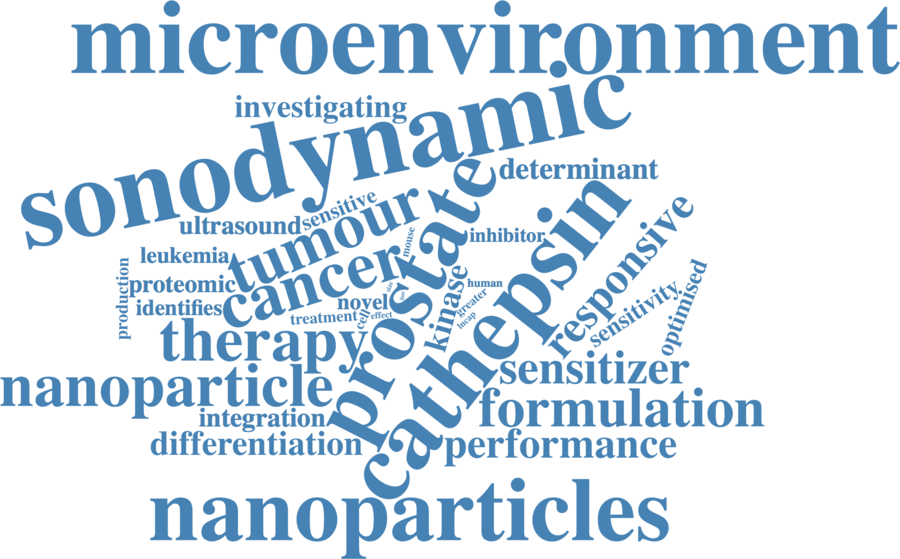 microenvironment
investigating
sonodynamic
determinant
ultrasound
sensitive
tumour
prostate
cathepsin
responsive
inhibitor
mouse
leukemia
cancer
proteomic
production
identifies
novel
size
treatment
cell
effect
kinase
human
greater
lncap
sensitivity
optimised
therapy
nanoparticle
sensitizer
formulation
integration
differentiation
performance
nanoparticles